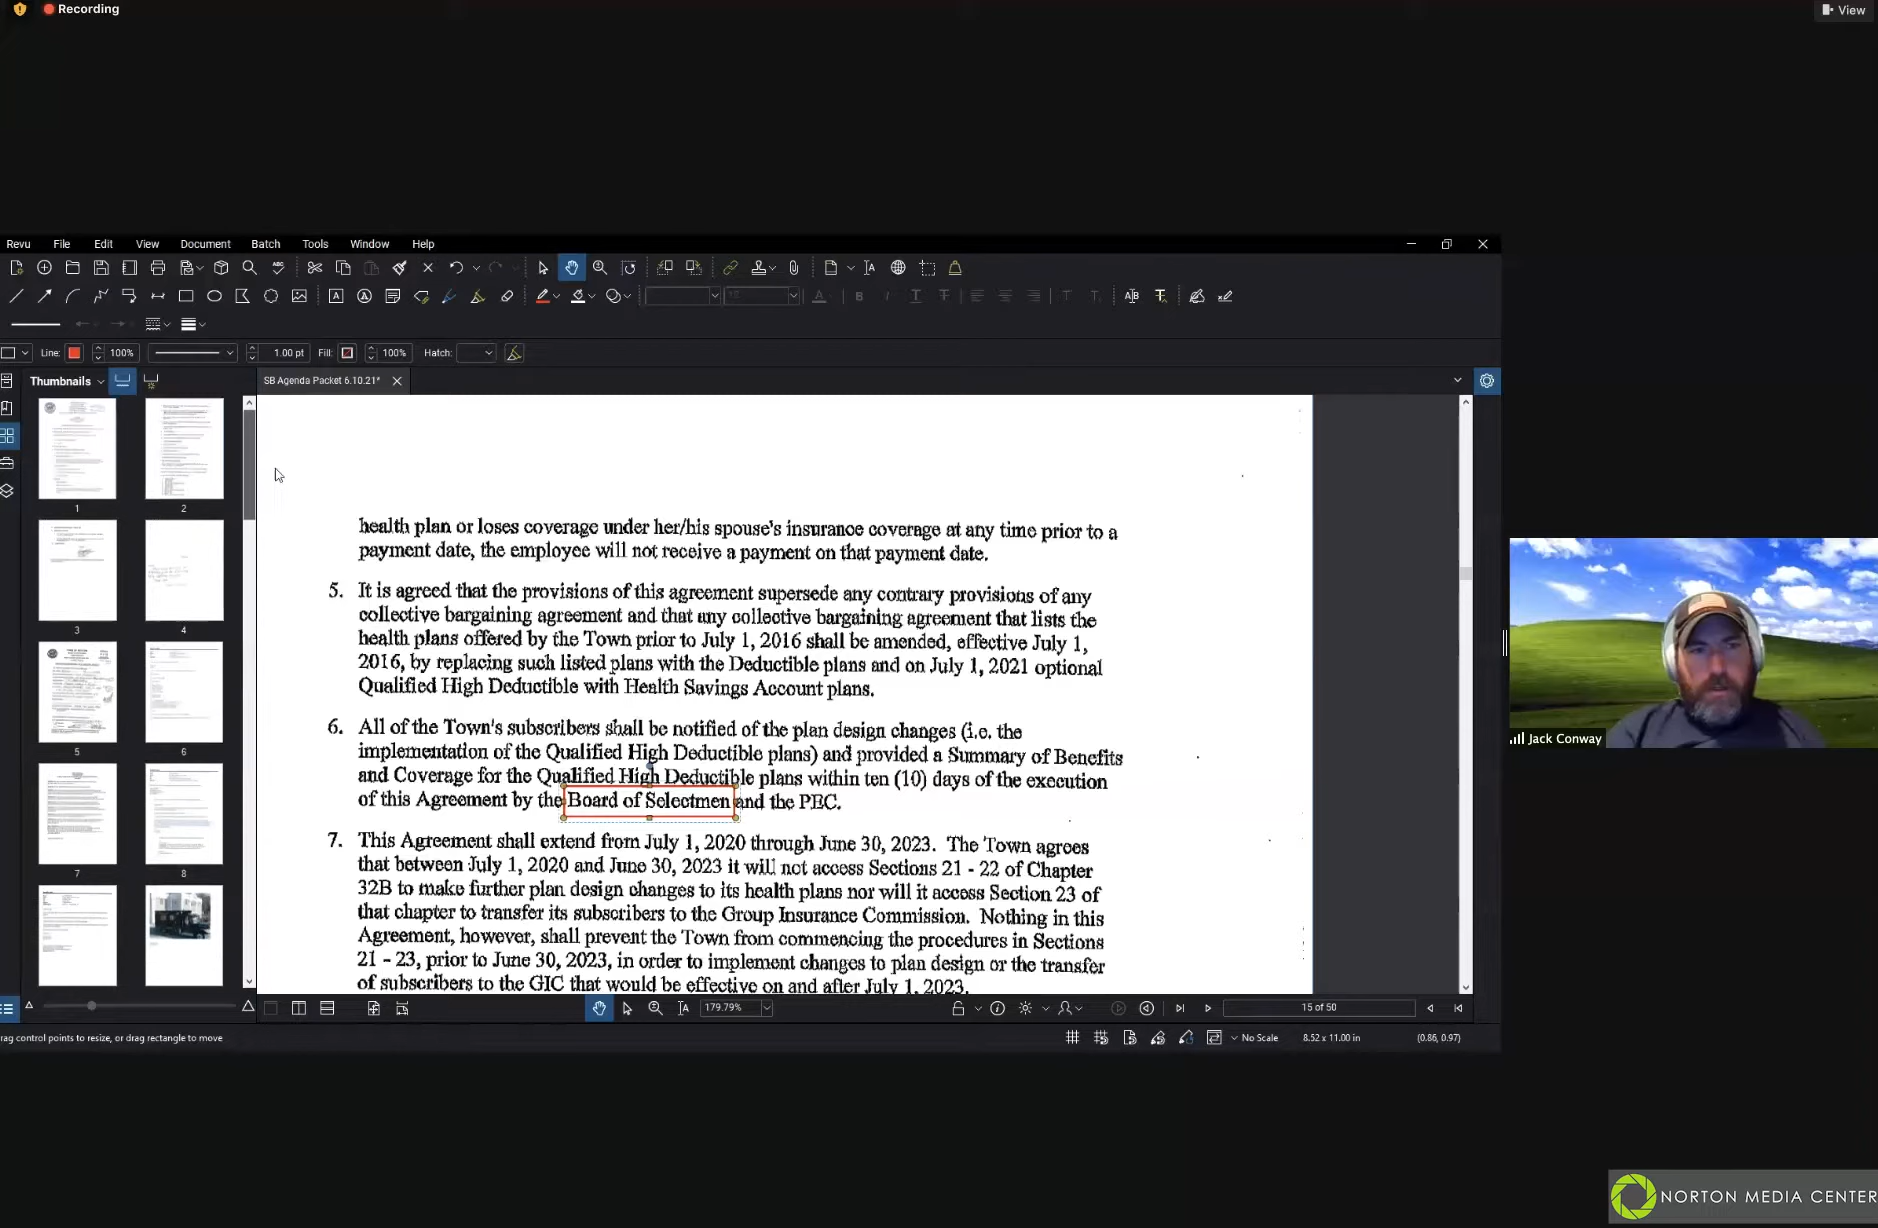 Recording
View
Revu File Edit View Document Batch Tools Window Help
Line: 100% 1.00 pt Fill: 100% Hatch:
Thumbnails
SB Agenda Packet 6.10.21*
1
2
3
4
5
6
7
8
health plan or loses coverage under her/his spouse's insurance coverage at any time prior to a
payment date, the employee will not receive a payment on that payment date.
5. It is agreed that the provisions of this agreement supersede any contrary provisions of any
collective bargaining agreement and that any collective bargaining agreement that lists the
health plans offered by the Town prior to July 1, 2016 shall be amended, effective July 1,
2016, by replacing such listed plans with the Deductible plans and on July 1, 2021 optional
Qualified High Deductible with Health Savings Account plans.
6. All of the Town's subscribers shall be notified of the plan design changes (i.e. the
implementation of the Qualified High Deductible plans) and provided a Summary of Benefits
and Coverage for the Qualified High Deductible plans within ten (10) days of the execution
of this Agreement by the Board of Selectmen and the PEC.
7. This Agreement shall extend from July 1, 2020 through June 30, 2023. The Town agrees
that between July 1, 2020 and June 30, 2023 it will not access Sections 21 - 22 of Chapter
32B to make further plan design changes to its health plans nor will it access Section 23 of
that chapter to transfer its subscribers to the Group Insurance Commission. Nothing in this
Agreement, however, shall prevent the Town from commencing the procedures in Sections
21 - 23, prior to June 30, 2023, in order to implement changes to plan design or the transfer
of subscribers to the GIC that would be effective on and after July 1, 2023.
Jack Conway
179.79%
15 of 50
rag control points to resize, or drag rectangle to move
No Scale 8.52 x 11.00 in (0.86, 0.97)
NORTON MEDIA CENTER